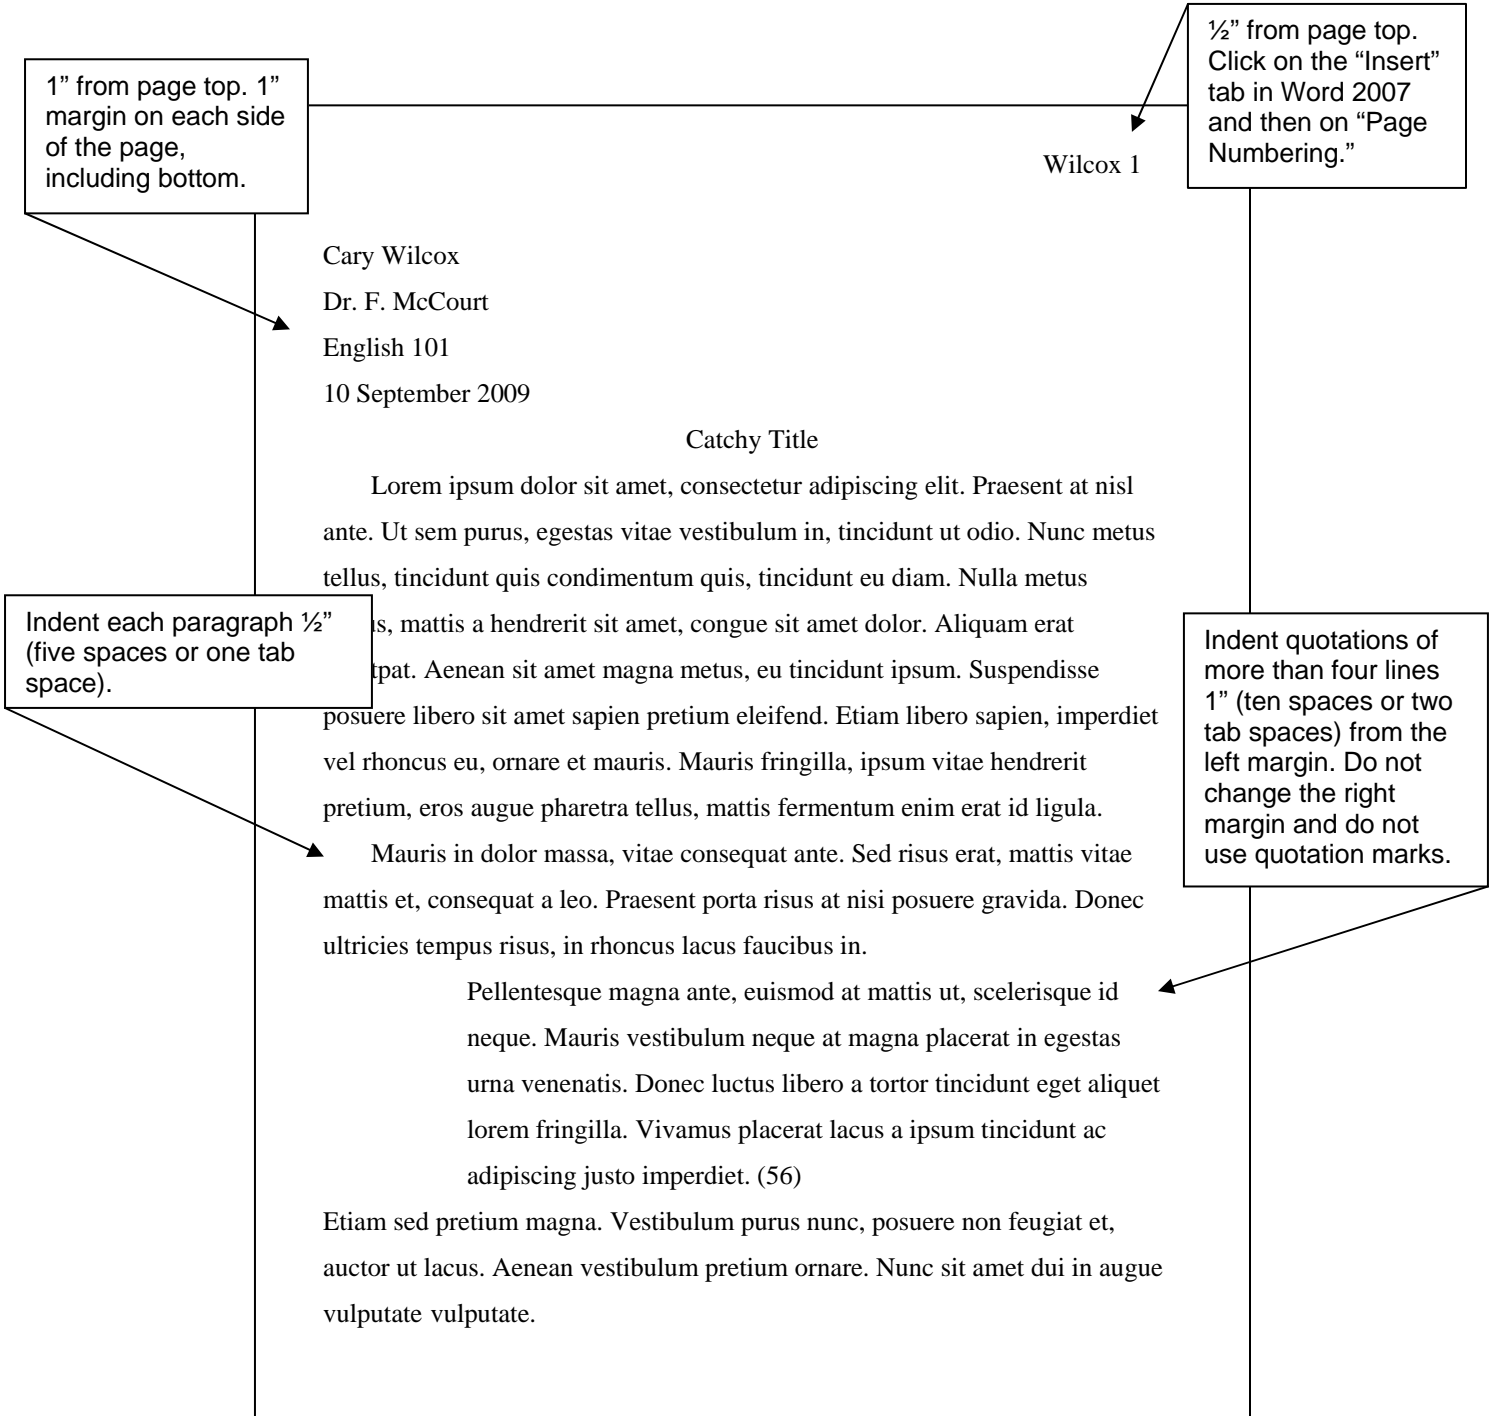 ½” from page top.
Click on the “Insert”
tab in Word 2007
and then on “Page
Numbering.”
1” from page top. 1”
margin on each side
of the page,
including bottom.
Wilcox 1
Cary Wilcox
Dr. F. McCourt
English 101
10 September 2009
Catchy Title
Lorem ipsum dolor sit amet, consectetur adipiscing elit. Praesent at nisl
ante. Ut sem purus, egestas vitae vestibulum in, tincidunt ut odio. Nunc metus
tellus, tincidunt quis condimentum quis, tincidunt eu diam. Nulla metus
mattis a hendrerit sit amet, congue sit amet dolor. Aliquam erat
Aenean sit amet magna metus, eu tincidunt ipsum. Suspendisse
posuere libero sit amet sapien pretium eleifend. Etiam libero sapien, imperdiet
vel rhoncus eu, ornare et mauris. Mauris fringilla, ipsum vitae hendrerit
pretium, eros augue pharetra tellus, mattis fermentum enim erat id ligula.
Indent each paragraph ½”
(five spaces or one tab
space).
Indent quotations of
more than four lines
1” (ten spaces or two
tab spaces) from the
left margin. Do not
change the right
margin and do not
use quotation marks.
Mauris in dolor massa, vitae consequat ante. Sed risus erat, mattis vitae
mattis et, consequat a leo. Praesent porta risus at nisi posuere gravida. Donec
ultricies tempus risus, in rhoncus lacus faucibus in.
Pellentesque magna ante, euismod at mattis ut, scelerisque id
neque. Mauris vestibulum neque at magna placerat in egestas
urna venenatis. Donec luctus libero a tortor tincidunt eget aliquet
lorem fringilla. Vivamus placerat lacus a ipsum tincidunt ac
adipiscing justo imperdiet. (56)
Etiam sed pretium magna. Vestibulum purus nunc, posuere non feugiat et,
auctor ut lacus. Aenean vestibulum pretium ornare. Nunc sit amet dui in augue
vulputate vulputate.